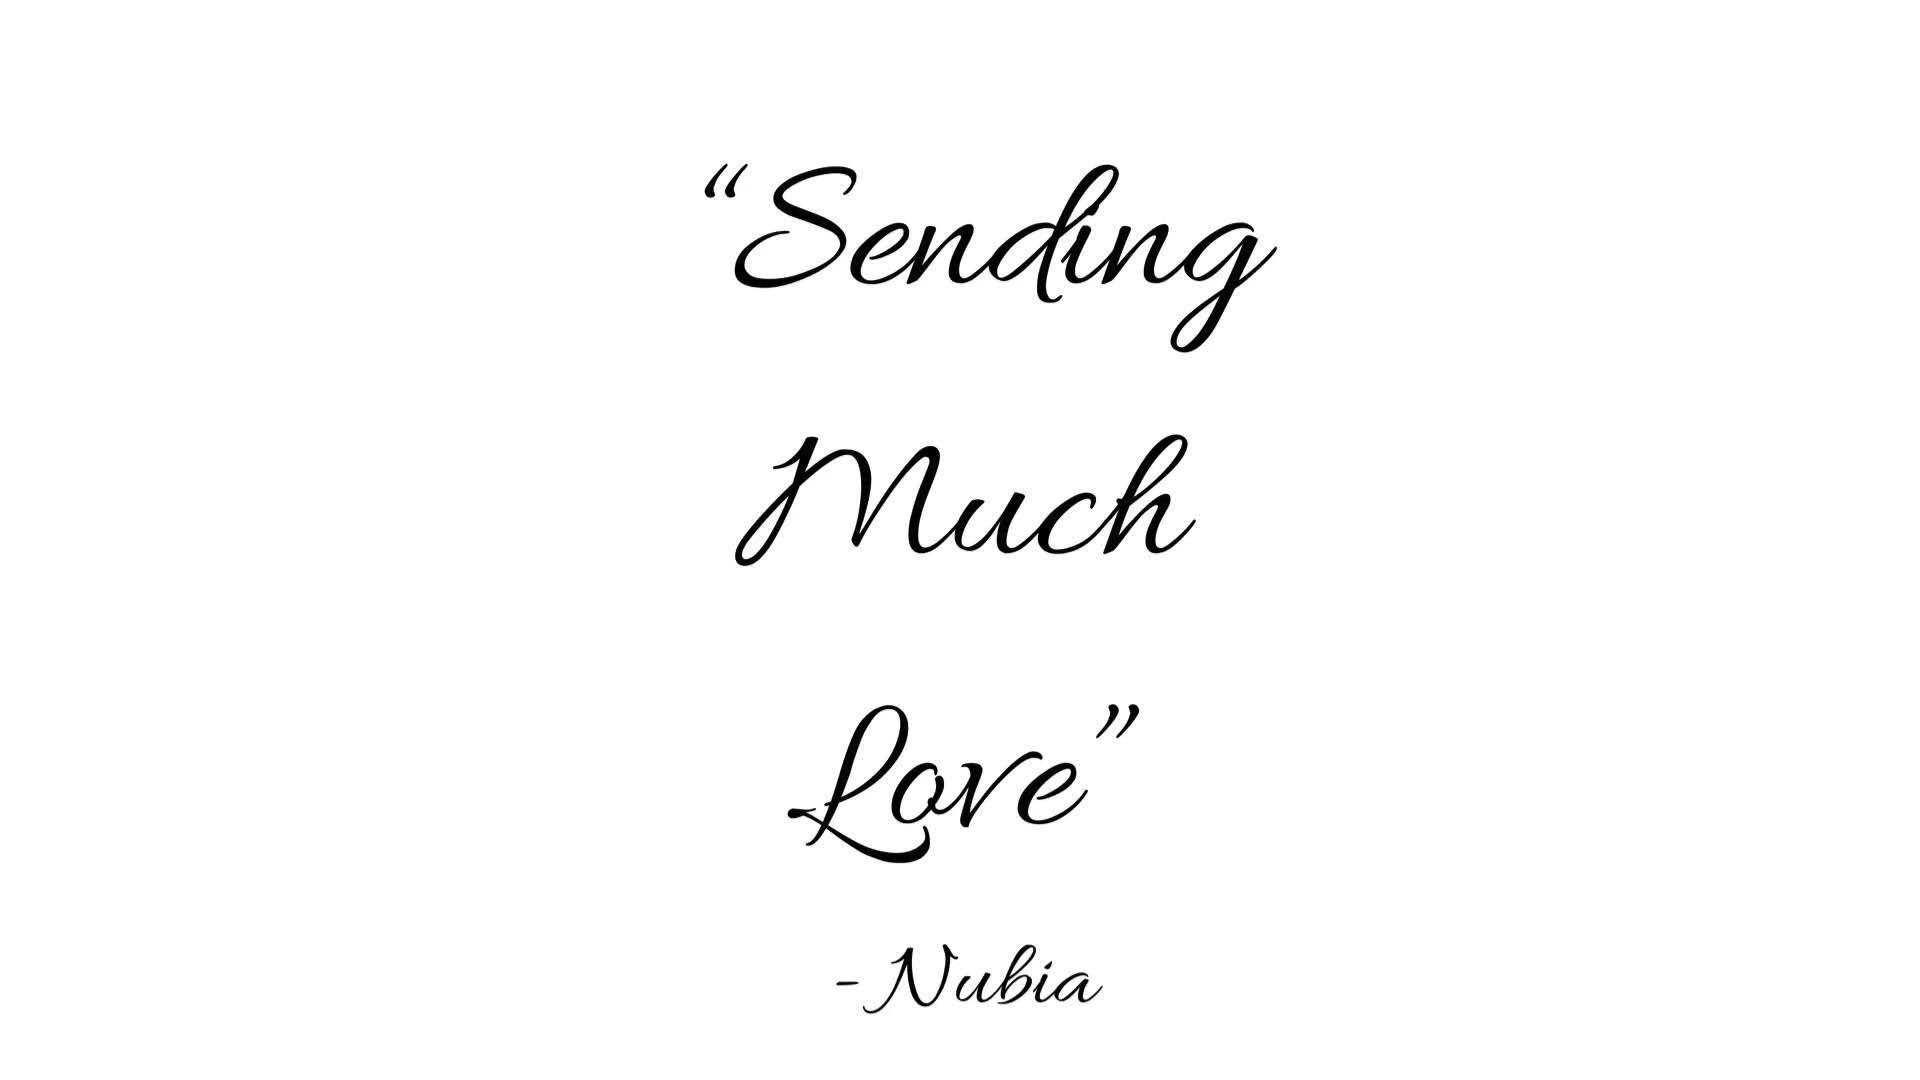 “Sending
Much
Love”
- Nubia